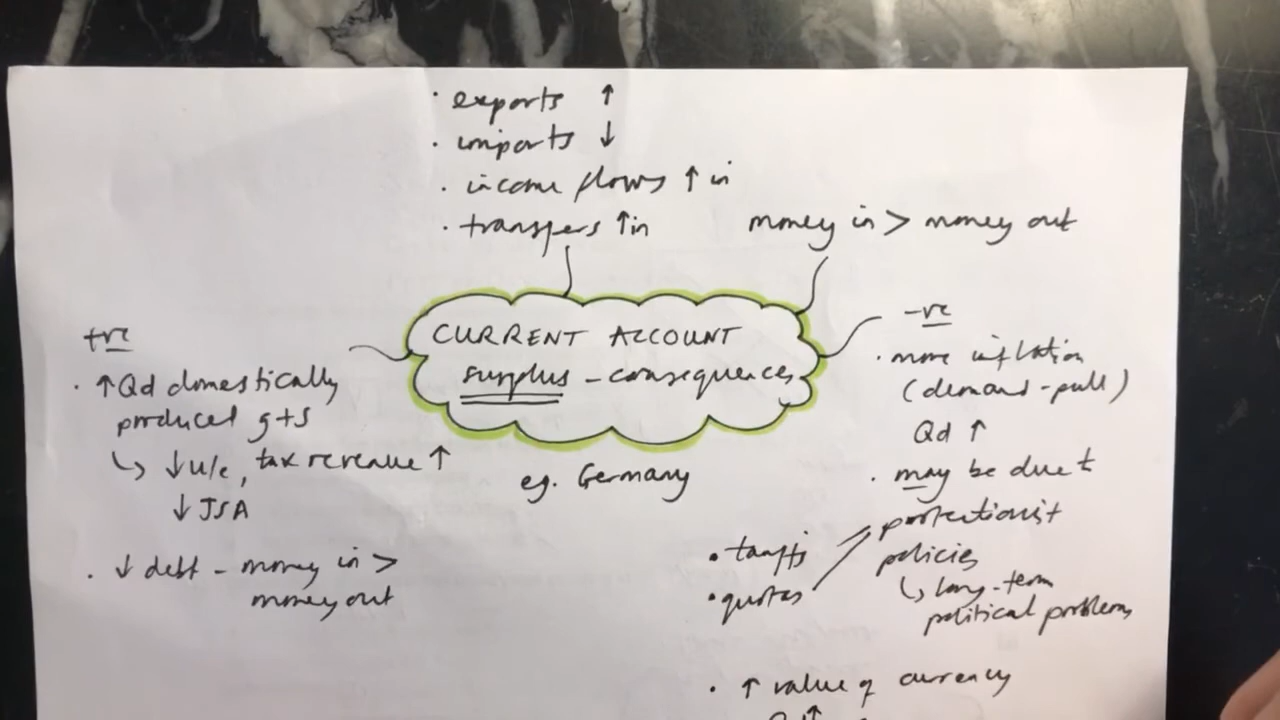 · exports ↑
· imports ↓
· income flows ↑ in
· transfers ↑in
money in > money out
CURRENT ACCOUNT
surplus - consequences
eg. Germany
+ve
· ↑Qd domestically
produced g+s
↳ ↓u/e, tax revenue ↑
↓ JSA
· ↓ debt - money in >
money out
-ve
· more inflation
(demand-pull)
Qd ↑
· may be due t
protectionist
policies
↳ long-term
political problems
• tariffs
• quotas
· ↑ value of currency